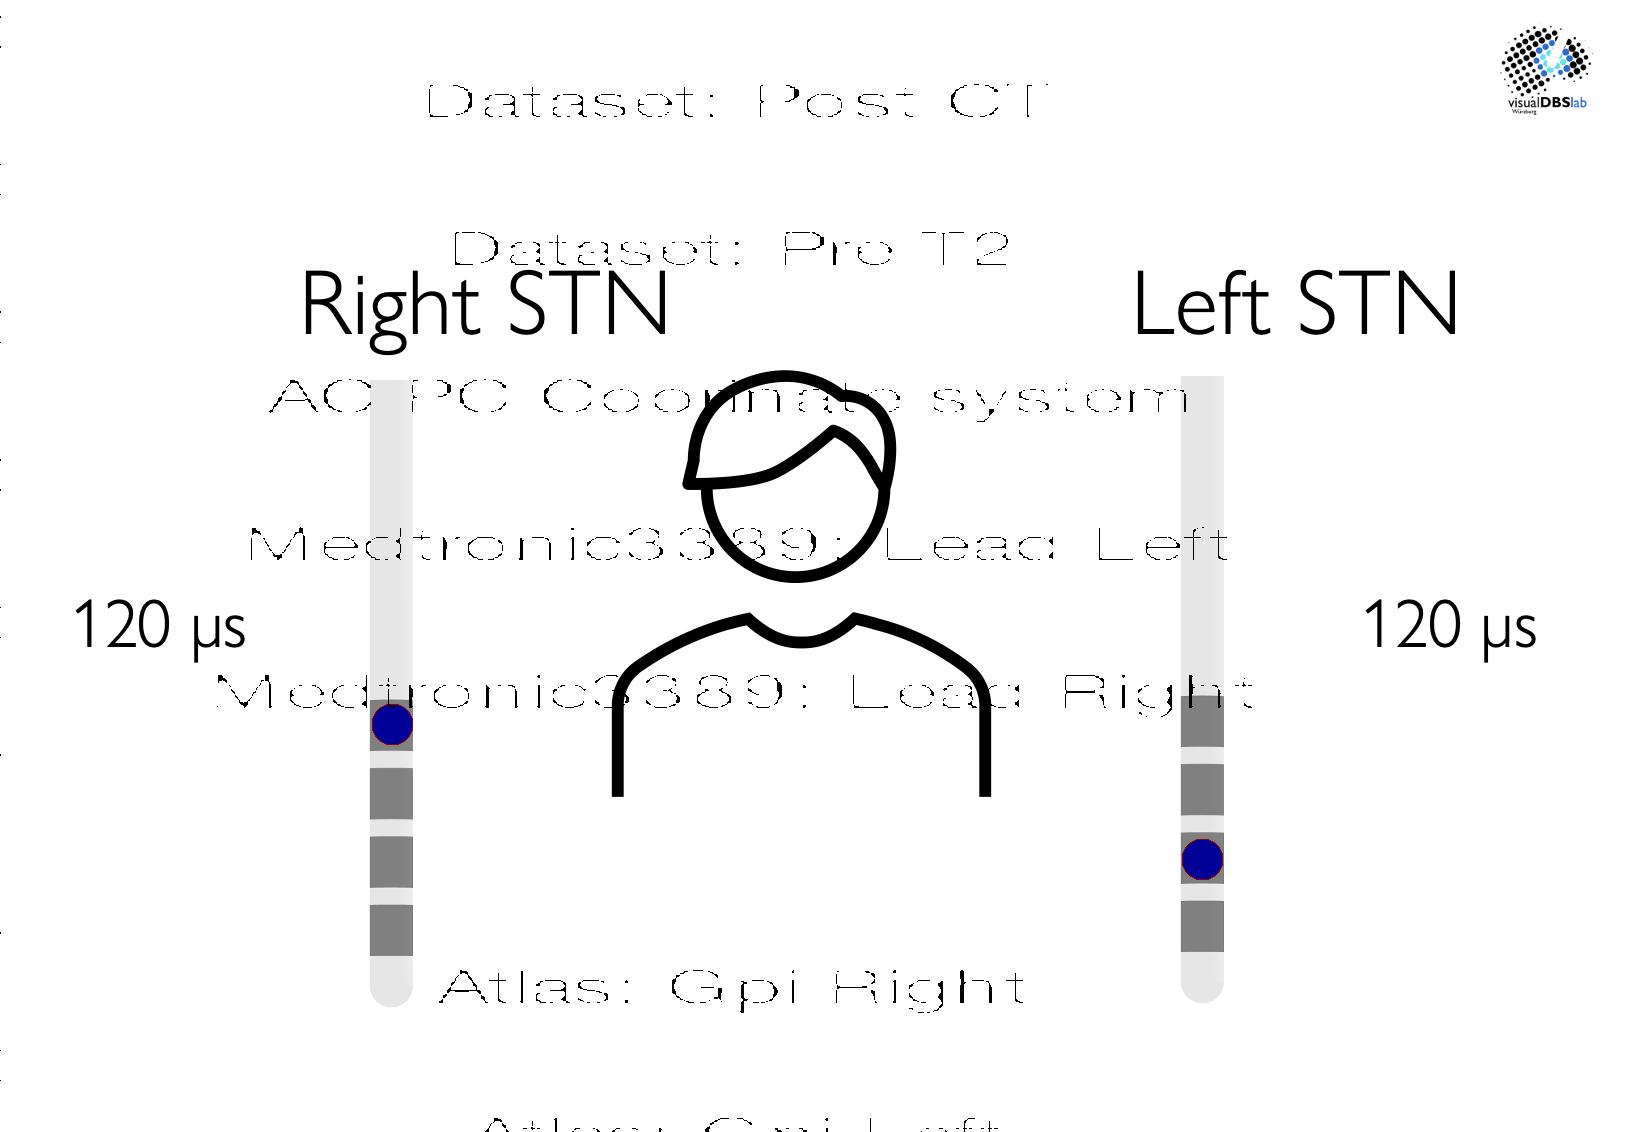 visualDBSlab
Würzburg
Dataset: Post CT
Dataset: Pre T2
Right STN
Left STN
AC PC Coorinate system
Medtronic3389: Lead Left
120 µs
120 µs
Medtronic3389: Lead Right
Atlas: Gpi Right
Atlas: Gpi Left